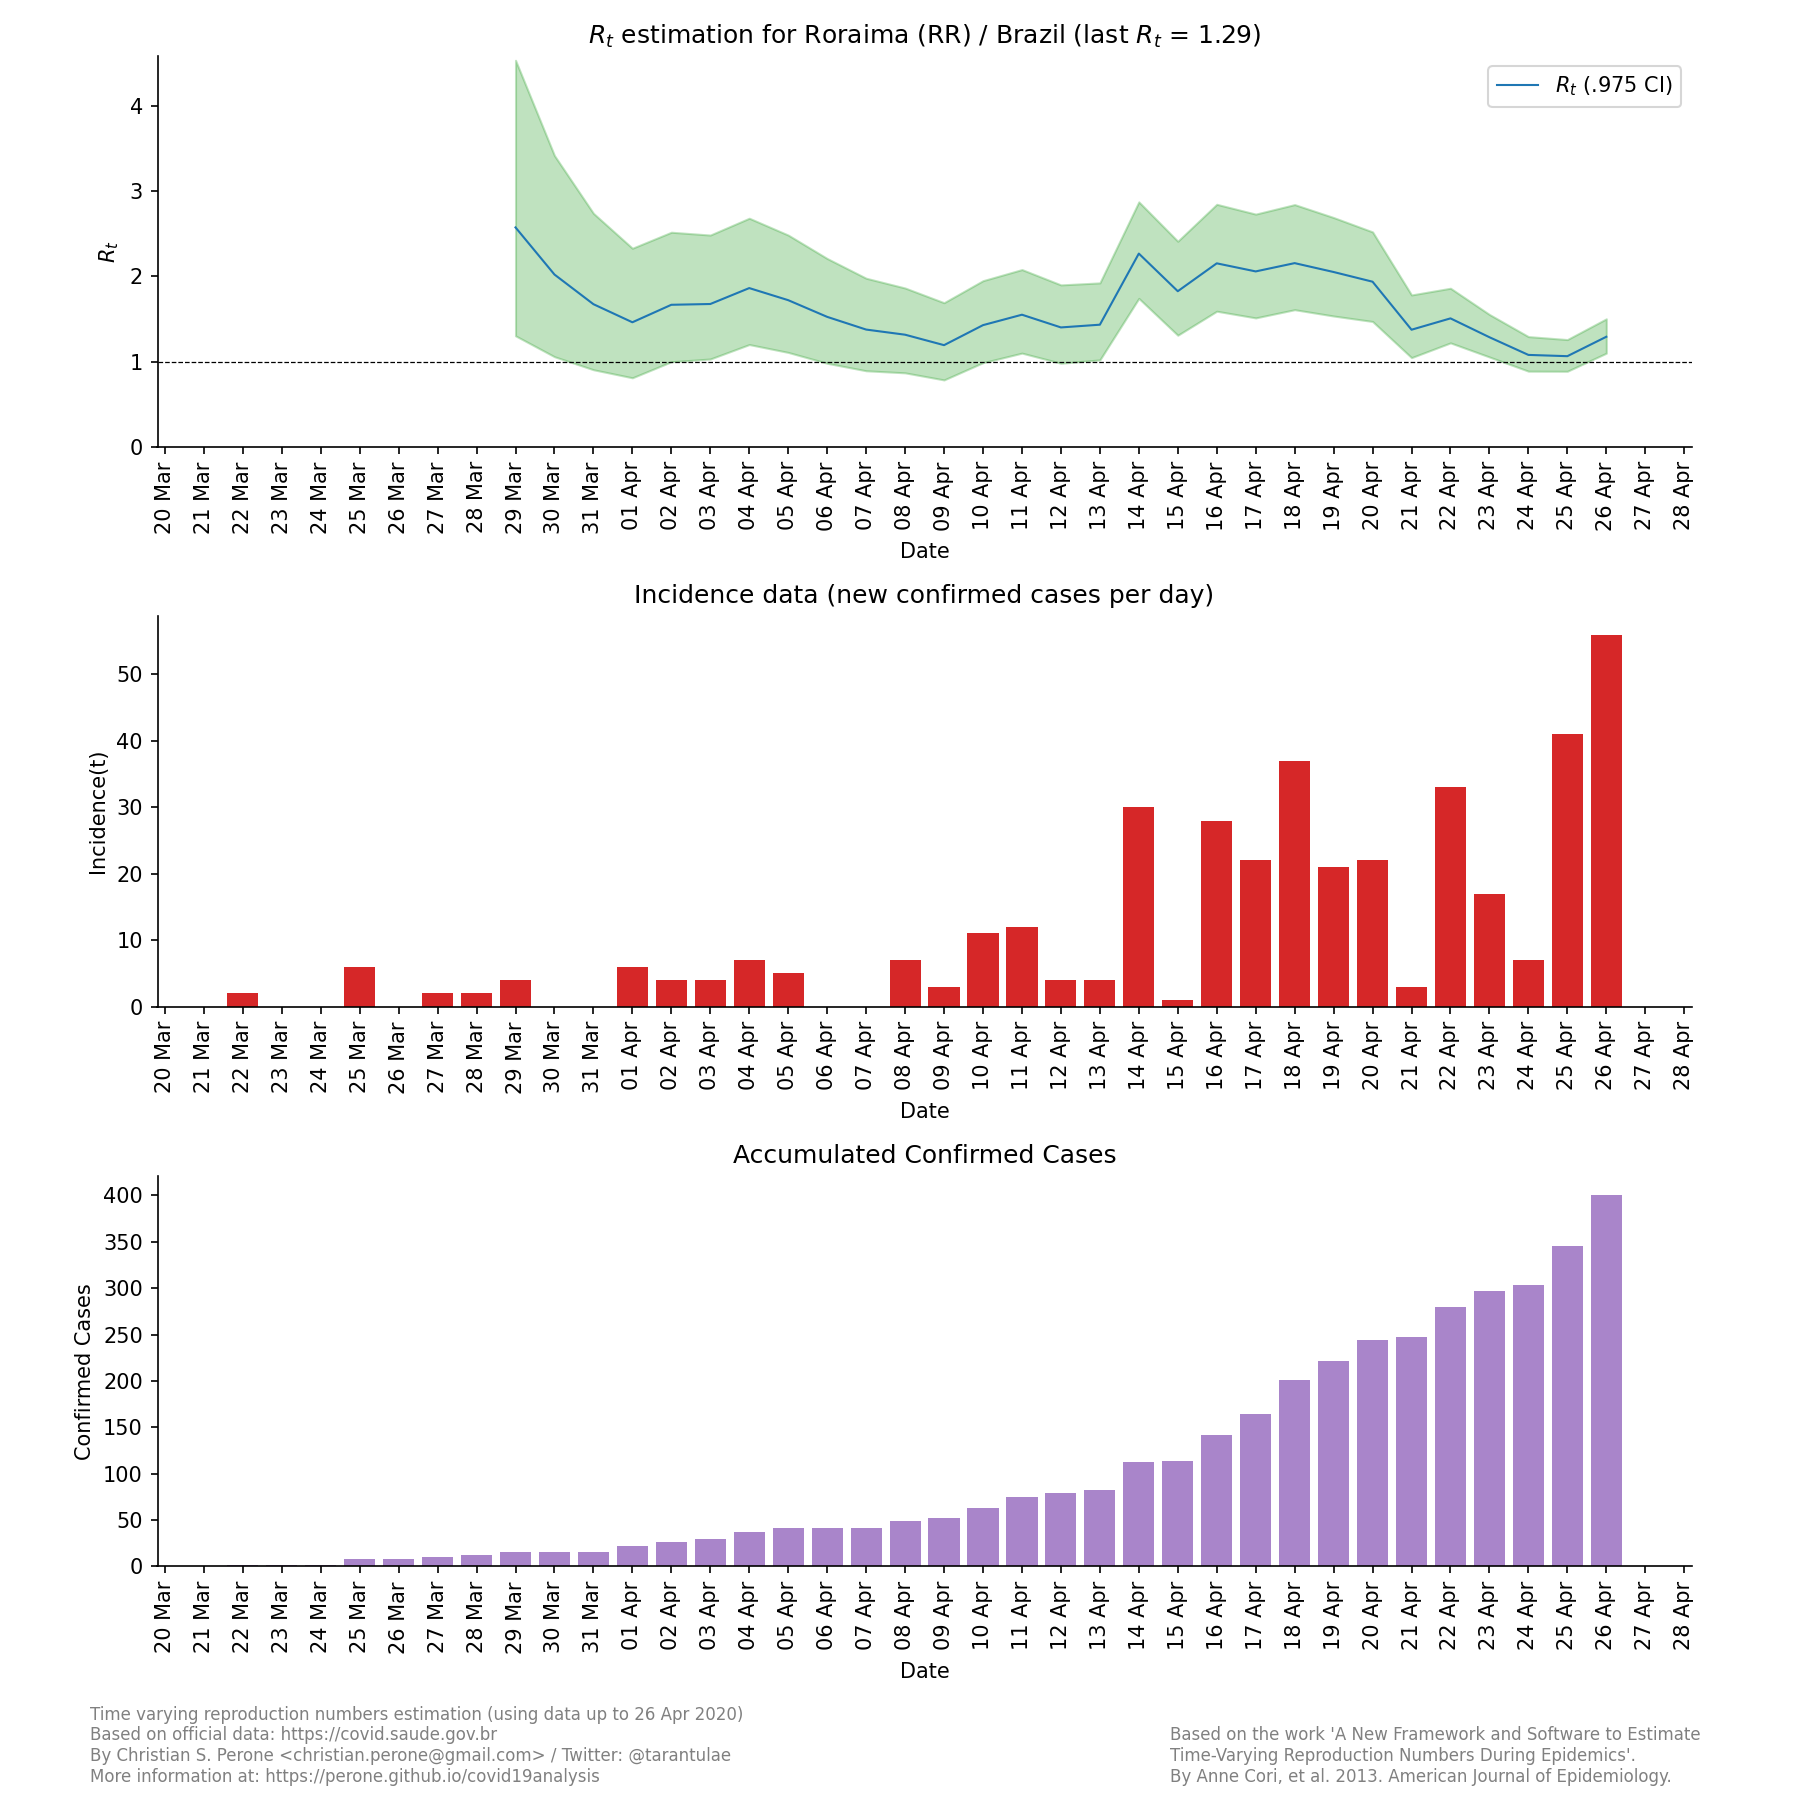 R_t estimation for Roraima (RR) / Brazil (last R_t = 1.29)
R_t (.975 CI)
R_t
4
3
2
1
0
20 Mar 21 Mar 22 Mar 23 Mar 24 Mar 25 Mar 26 Mar 27 Mar 28 Mar 29 Mar 30 Mar 31 Mar 01 Apr 02 Apr 03 Apr 04 Apr 05 Apr 06 Apr 07 Apr 08 Apr 09 Apr 10 Apr 11 Apr 12 Apr 13 Apr 14 Apr 15 Apr 16 Apr 17 Apr 18 Apr 19 Apr 20 Apr 21 Apr 22 Apr 23 Apr 24 Apr 25 Apr 26 Apr 27 Apr 28 Apr
Date
Incidence data (new confirmed cases per day)
Incidence(t)
50
40
30
20
10
0
20 Mar 21 Mar 22 Mar 23 Mar 24 Mar 25 Mar 26 Mar 27 Mar 28 Mar 29 Mar 30 Mar 31 Mar 01 Apr 02 Apr 03 Apr 04 Apr 05 Apr 06 Apr 07 Apr 08 Apr 09 Apr 10 Apr 11 Apr 12 Apr 13 Apr 14 Apr 15 Apr 16 Apr 17 Apr 18 Apr 19 Apr 20 Apr 21 Apr 22 Apr 23 Apr 24 Apr 25 Apr 26 Apr 27 Apr 28 Apr
Date
Accumulated Confirmed Cases
Confirmed Cases
400
350
300
250
200
150
100
50
0
20 Mar 21 Mar 22 Mar 23 Mar 24 Mar 25 Mar 26 Mar 27 Mar 28 Mar 29 Mar 30 Mar 31 Mar 01 Apr 02 Apr 03 Apr 04 Apr 05 Apr 06 Apr 07 Apr 08 Apr 09 Apr 10 Apr 11 Apr 12 Apr 13 Apr 14 Apr 15 Apr 16 Apr 17 Apr 18 Apr 19 Apr 20 Apr 21 Apr 22 Apr 23 Apr 24 Apr 25 Apr 26 Apr 27 Apr 28 Apr
Date
Time varying reproduction numbers estimation (using data up to 26 Apr 2020)
Based on official data: https://covid.saude.gov.br
By Christian S. Perone <christian.perone@gmail.com> / Twitter: @tarantulae
More information at: https://perone.github.io/covid19analysis
Based on the work 'A New Framework and Software to Estimate
Time-Varying Reproduction Numbers During Epidemics'.
By Anne Cori, et al. 2013. American Journal of Epidemiology.